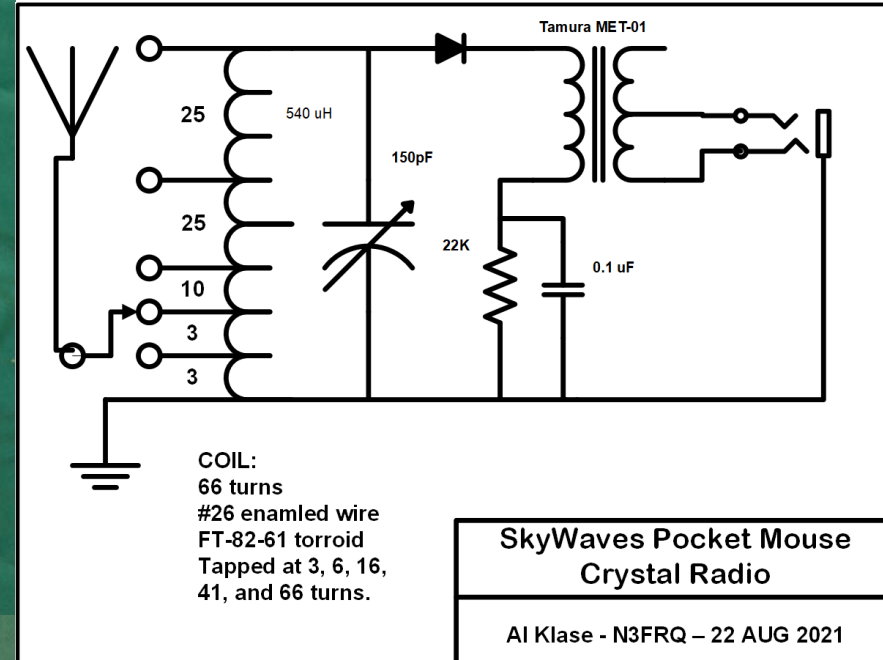 Tamura MET-01
25
540 uH
150pF
25
22K
0.1 uF
10
3
3
COIL:
66 turns
#26 enamled wire
FT-82-61 torroid
Tapped at 3, 6, 16,
41, and 66 turns.
SkyWaves Pocket Mouse
Crystal Radio
Al Klase - N3FRQ – 22 AUG 2021